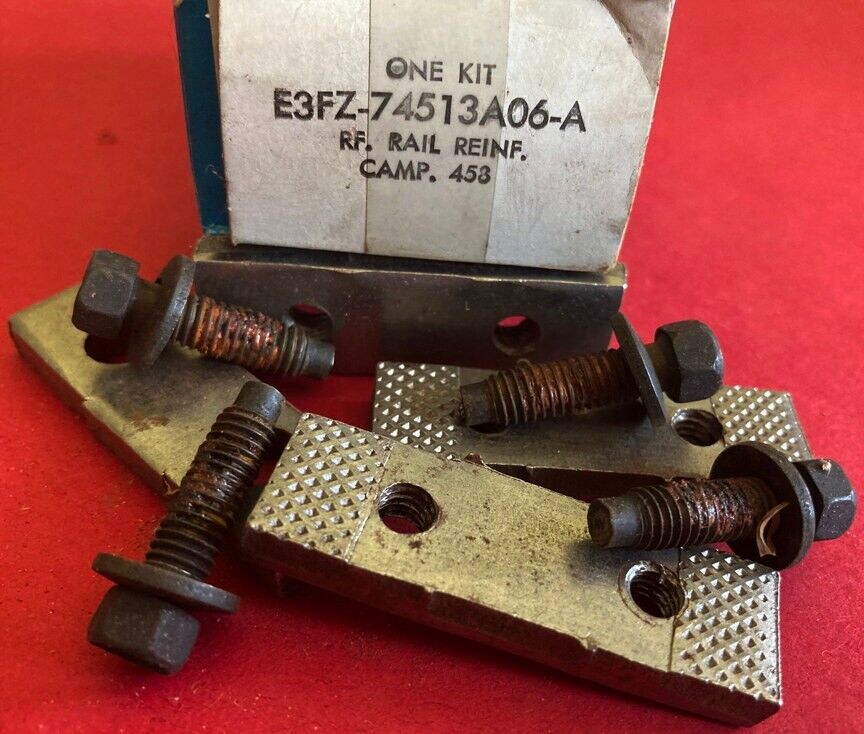 ONE KIT
E3FZ-74513A06-A
RF. RAIL REINF.
CAMP. 453